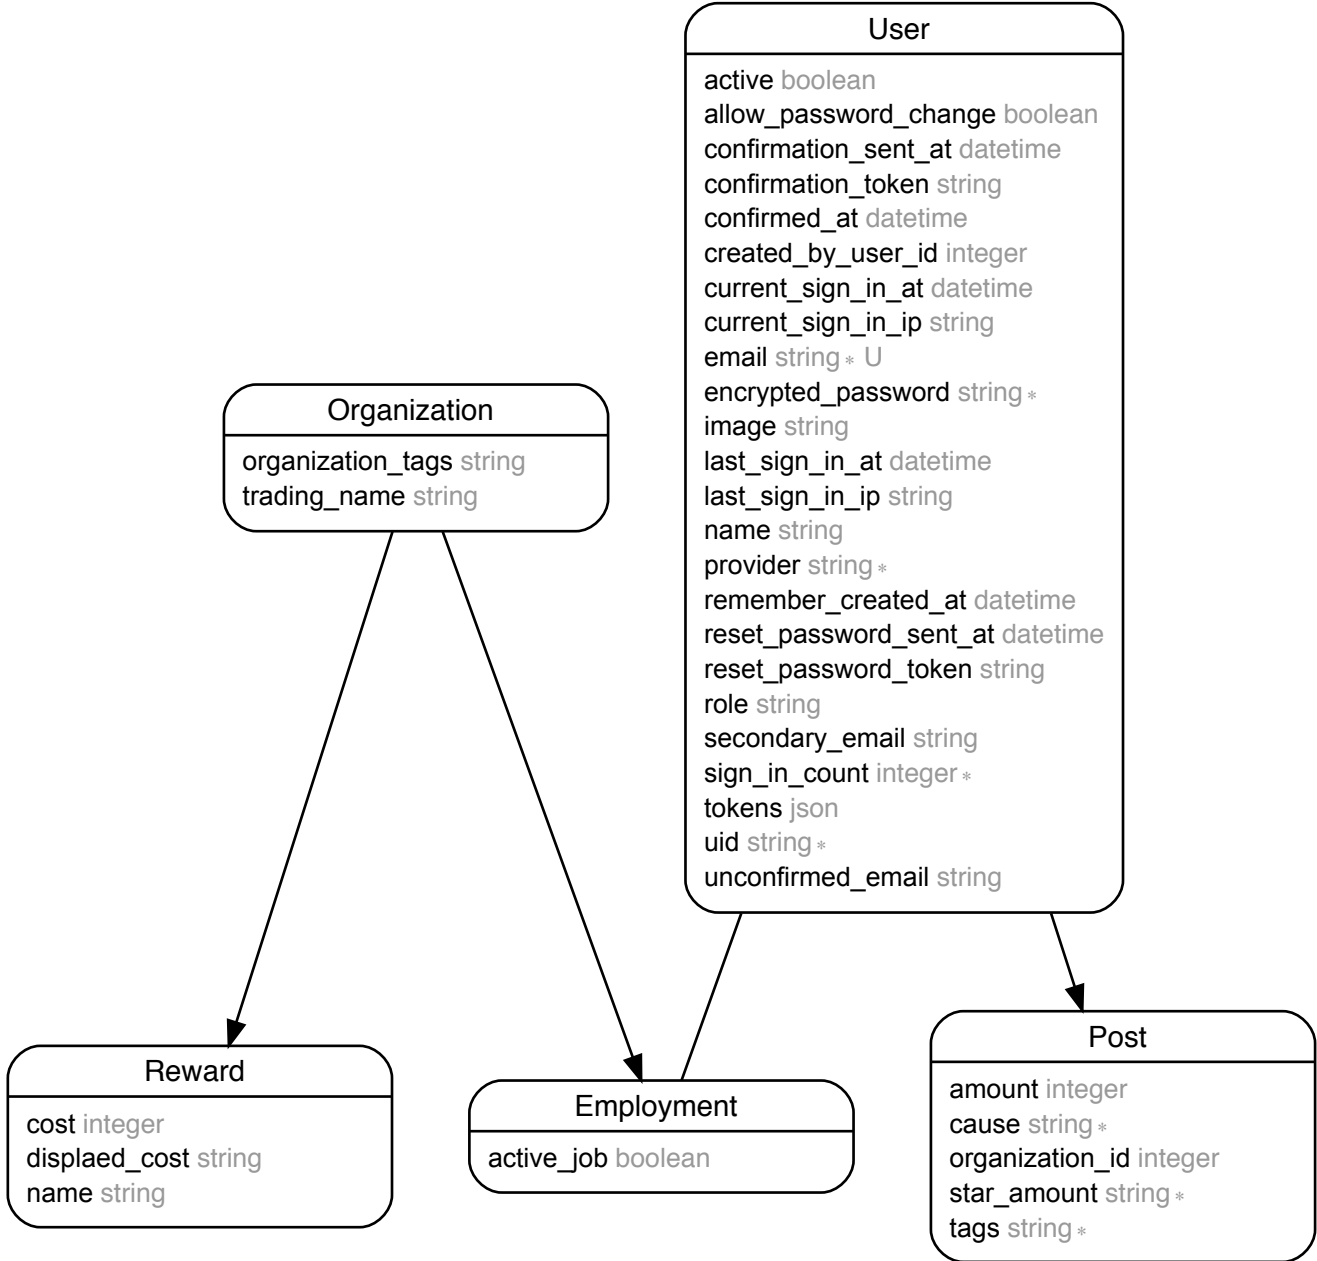 User
active boolean
allow_password_change boolean
confirmation_sent_at datetime
confirmation_token string
confirmed_at datetime
created_by_user_id integer
current_sign_in_at datetime
current_sign_in_ip string
email string * U
encrypted_password string *
image string
last_sign_in_at datetime
last_sign_in_ip string
name string
provider string *
remember_created_at datetime
reset_password_sent_at datetime
reset_password_token string
role string
secondary_email string
sign_in_count integer *
tokens json
uid string *
unconfirmed_email string
Organization
organization_tags string
trading_name string
Reward
cost integer
displaed_cost string
name string
Employment
active_job boolean
Post
amount integer
cause string *
organization_id integer
star_amount string *
tags string *